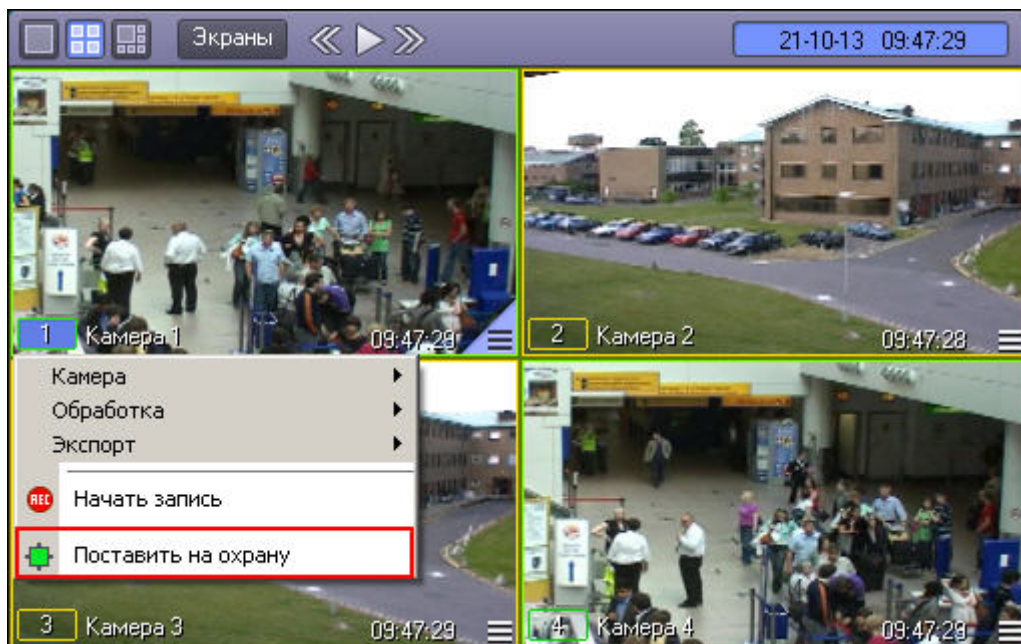 Экраны
21-10-13 09:47:29
1 Камера 1 09:47:29
2 Камера 2 09:47:28
Камера
Обработка
Экспорт
REC Начать запись
Поставить на охрану
3 Камера 3 09:47:29
4 Камера 4 09:47:29